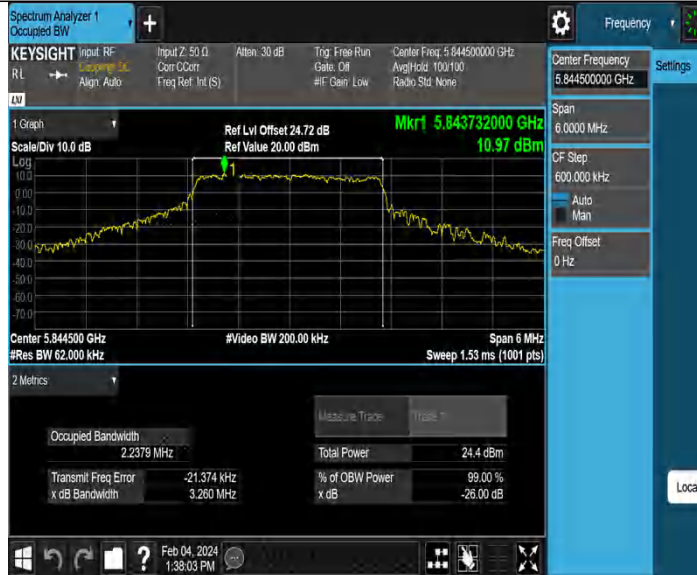 Spectrum Analyzer 1
Occupied BW
+
Frequency
KEYSIGHT
Input: RF
Coupling: DC
Align: Auto
R L
LXI
Input Z: 50 Ω
Corr CCorr
Freq Ref: Int (S)
Atten: 30 dB
Trig: Free Run
Gate: Off
#IF Gain: Low
Center Freq: 5.844500000 GHz
Avg|Hold: 100/100
Radio Std: None
Center Frequency
5.844500000 GHz
Settings
Span
6.0000 MHz
CF Step
600.000 kHz
Auto
Man
Freq Offset
0 Hz
1 Graph
Scale/Div 10.0 dB
Ref Lvl Offset 24.72 dB
Ref Value 20.00 dBm
Mkr1 5.843732000 GHz
10.97 dBm
Log
10.0
0.00
-10.0
-20.0
-30.0
-40.0
-50.0
-60.0
-70.0
1
Center 5.844500 GHz
#Res BW 62.000 kHz
#Video BW 200.00 kHz
Span 6 MHz
Sweep 1.53 ms (1001 pts)
2 Metrics
Measure Trace
Trace 1
Occupied Bandwidth
2.2379 MHz
Total Power
24.4 dBm
Transmit Freq Error
-21.374 kHz
% of OBW Power
99.00 %
x dB Bandwidth
3.260 MHz
x dB
-26.00 dB
Loca
?
Feb 04, 2024
1:38:03 PM